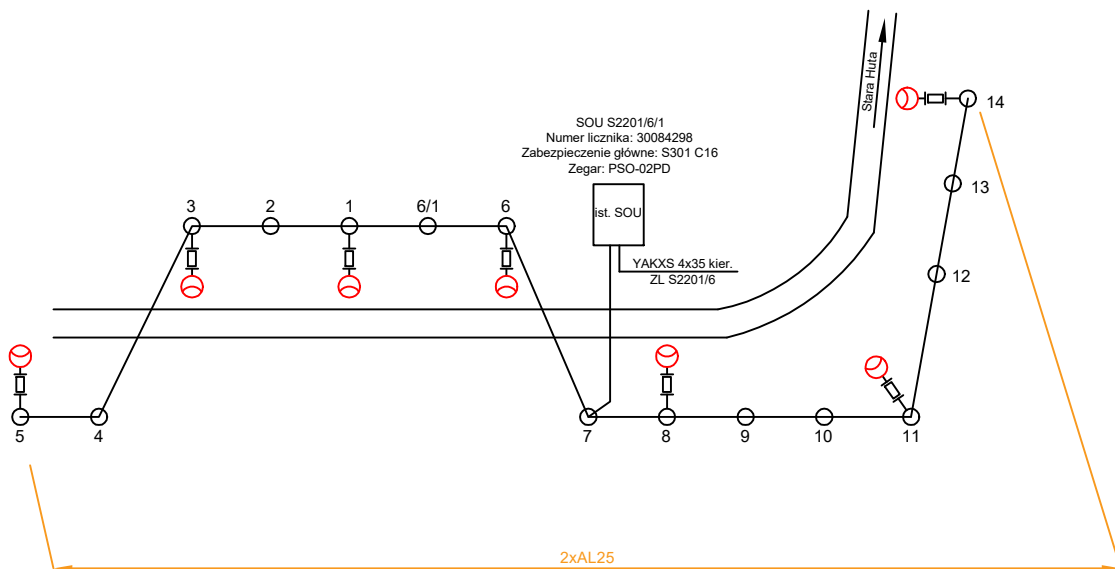 Stara Huta
14
SOU S2201/6/1
Numer licznika: 30084298
Zabezpieczenie główne: S301 C16
Zegar: PSO-02PD
13
3
2
1
6/1
6
ist. SOU
YAKXS 4x35 kier.
ZL S2201/6
12
5
4
7
8
9
10
11
2xAL25